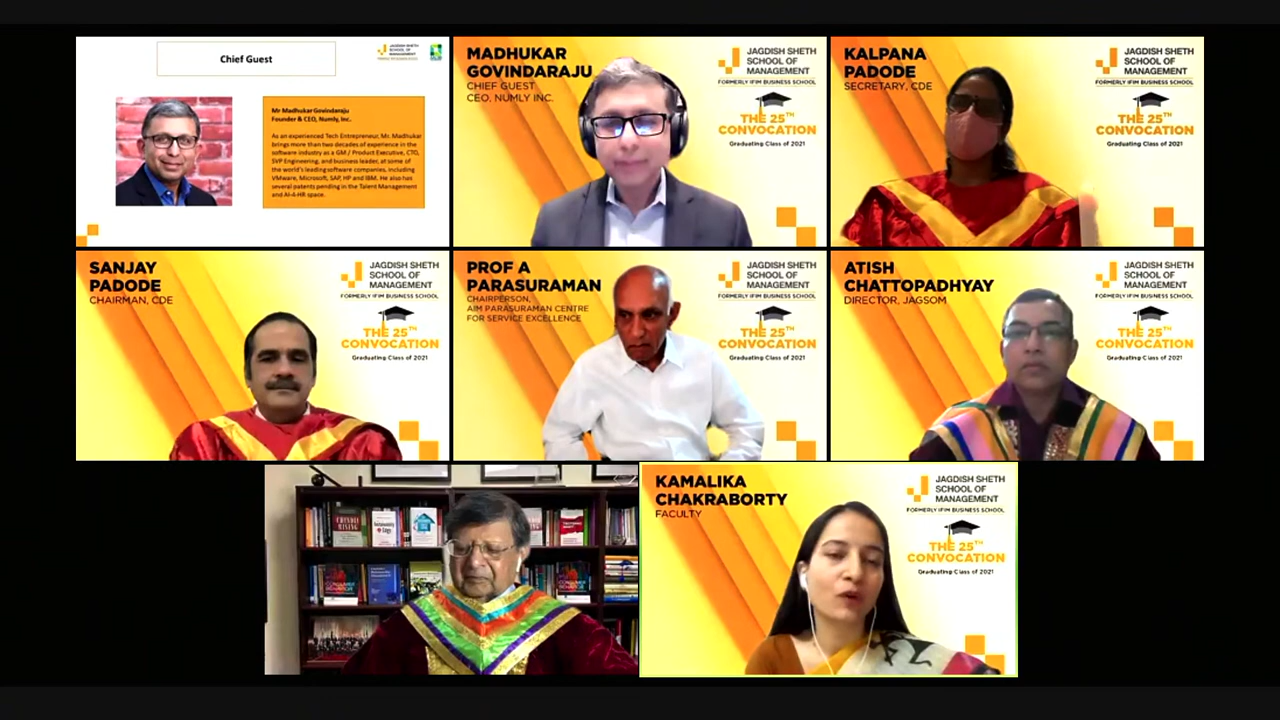 Chief Guest
JAGDISH SHETH
SCHOOL OF
MANAGEMENT
Mr Madhukar Govindaraju
Founder & CEO, Numly, Inc.
As an experienced Tech Entrepreneur, Mr. Madhukar
brings more than two decades of experience in the
software industry as a GM / Product Executive, CTO,
SVP Engineering, and business leader, at some of
the world's leading software companies, including
VMware, Microsoft, SAP, HP and IBM. He also has
several patents pending in the Talent Management
and AI-4-HR space.
MADHUKAR
GOVINDARAJU
CHIEF GUEST
CEO, NUMLY INC.
JAGDISH SHETH
SCHOOL OF
MANAGEMENT
FORMERLY IFIM BUSINESS SCHOOL
THE 25TH
CONVOCATION
Graduating Class of 2021
KALPANA
PADODE
SECRETARY, CDE
JAGDISH SHETH
SCHOOL OF
MANAGEMENT
FORMERLY IFIM BUSINESS SCHOOL
THE 25TH
CONVOCATION
Graduating Class of 2021
SANJAY
PADODE
CHAIRMAN, CDE
JAGDISH SHETH
SCHOOL OF
MANAGEMENT
FORMERLY IFIM BUSINESS SCHOOL
THE 25TH
CONVOCATION
Graduating Class of 2021
PROF A
PARASURAMAN
CHAIRPERSON,
AIM PARASURAMAN CENTRE
FOR SERVICE EXCELLENCE
JAGDISH SHETH
SCHOOL OF
MANAGEMENT
FORMERLY IFIM BUSINESS SCHOOL
THE 25TH
CONVOCATION
Graduating Class of 2021
ATISH
CHATTOPADHYAY
DIRECTOR, JAGSOM
JAGDISH SHETH
SCHOOL OF
MANAGEMENT
FORMERLY IFIM BUSINESS SCHOOL
THE 25TH
CONVOCATION
Graduating Class of 2021
KAMALIKA
CHAKRABORTY
FACULTY
JAGDISH SHETH
SCHOOL OF
MANAGEMENT
FORMERLY IFIM BUSINESS SCHOOL
THE 25TH
CONVOCATION
Graduating Class of 2021